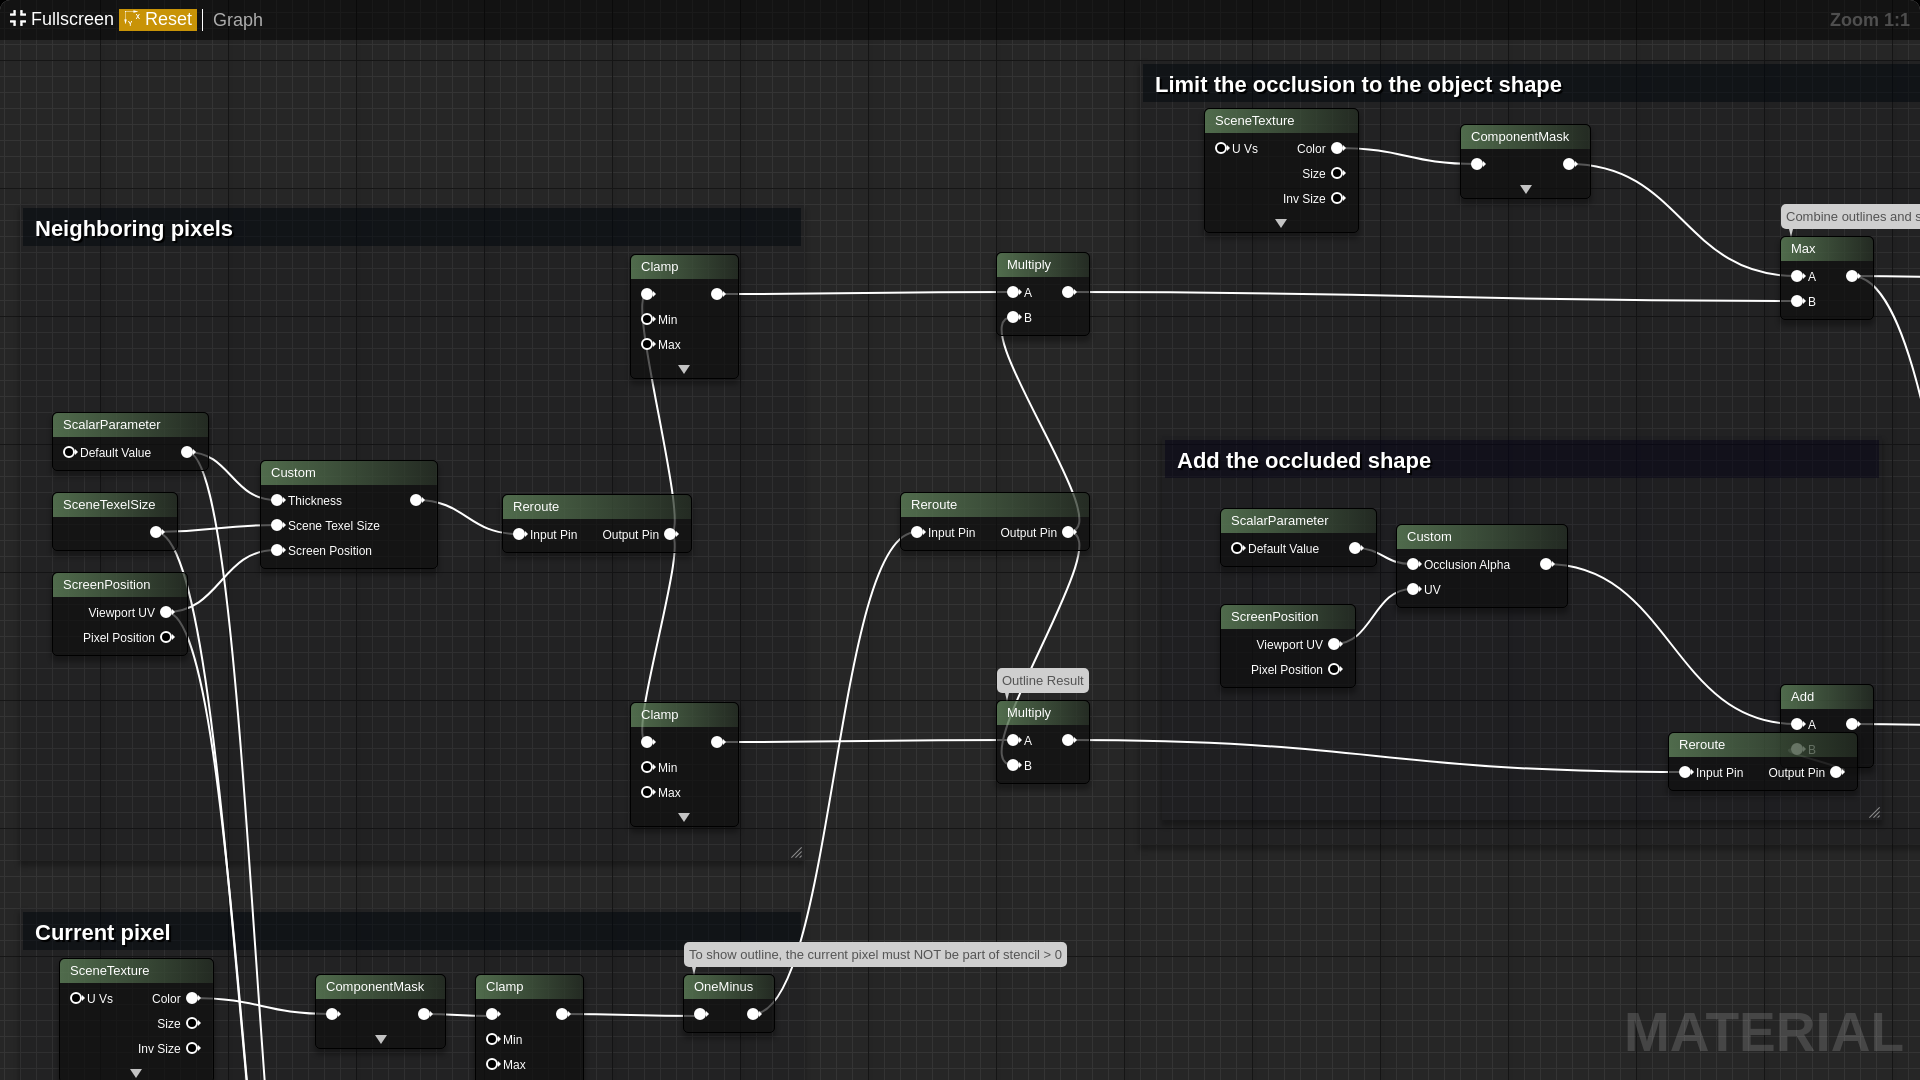 Fullscreen Reset Graph
Zoom 1:1
Limit the occlusion to the object shape
SceneTexture
U Vs Color
Size
Inv Size
ComponentMask
Combine outlines and
Max
A
B
Neighboring pixels
Clamp
Min
Max
Multiply
A
B
ScalarParameter
Default Value
SceneTexelSize
ScreenPosition
Viewport UV
Pixel Position
Custom
Thickness
Scene Texel Size
Screen Position
Reroute
Input Pin Output Pin
Reroute
Input Pin Output Pin
Clamp
Min
Max
Outline Result
Multiply
A
B
Add the occluded shape
ScalarParameter
Default Value
Custom
Occlusion Alpha
UV
ScreenPosition
Viewport UV
Pixel Position
Add
A
B
Reroute
Input Pin Output Pin
Current pixel
SceneTexture
U Vs Color
Size
Inv Size
ComponentMask
Clamp
Min
Max
To show outline, the current pixel must NOT be part of stencil > 0
OneMinus
MATERIAL